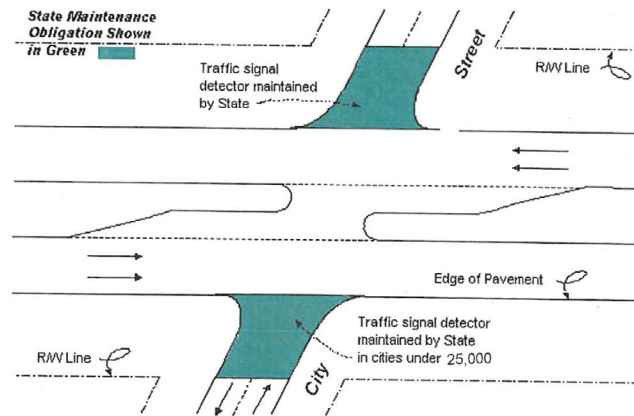 State Maintenance
Obligation Shown
in Green
Traffic signal
detector maintained
by State
Street
R/W Line
Edge of Pavement
Traffic signal detector
maintained by State
in cities under 25,000
R/W Line
City